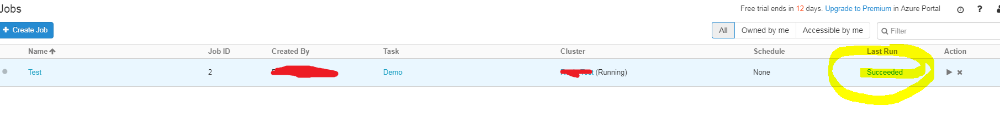 Jobs
Free trial ends in 12 days. Upgrade to Premium in Azure Portal
?
+ Create Job
All Owned by me Accessible by me Filter
Name Job ID Created By Task Cluster Schedule Last Run Action
Test 2 Demo (Running) None Succeeded